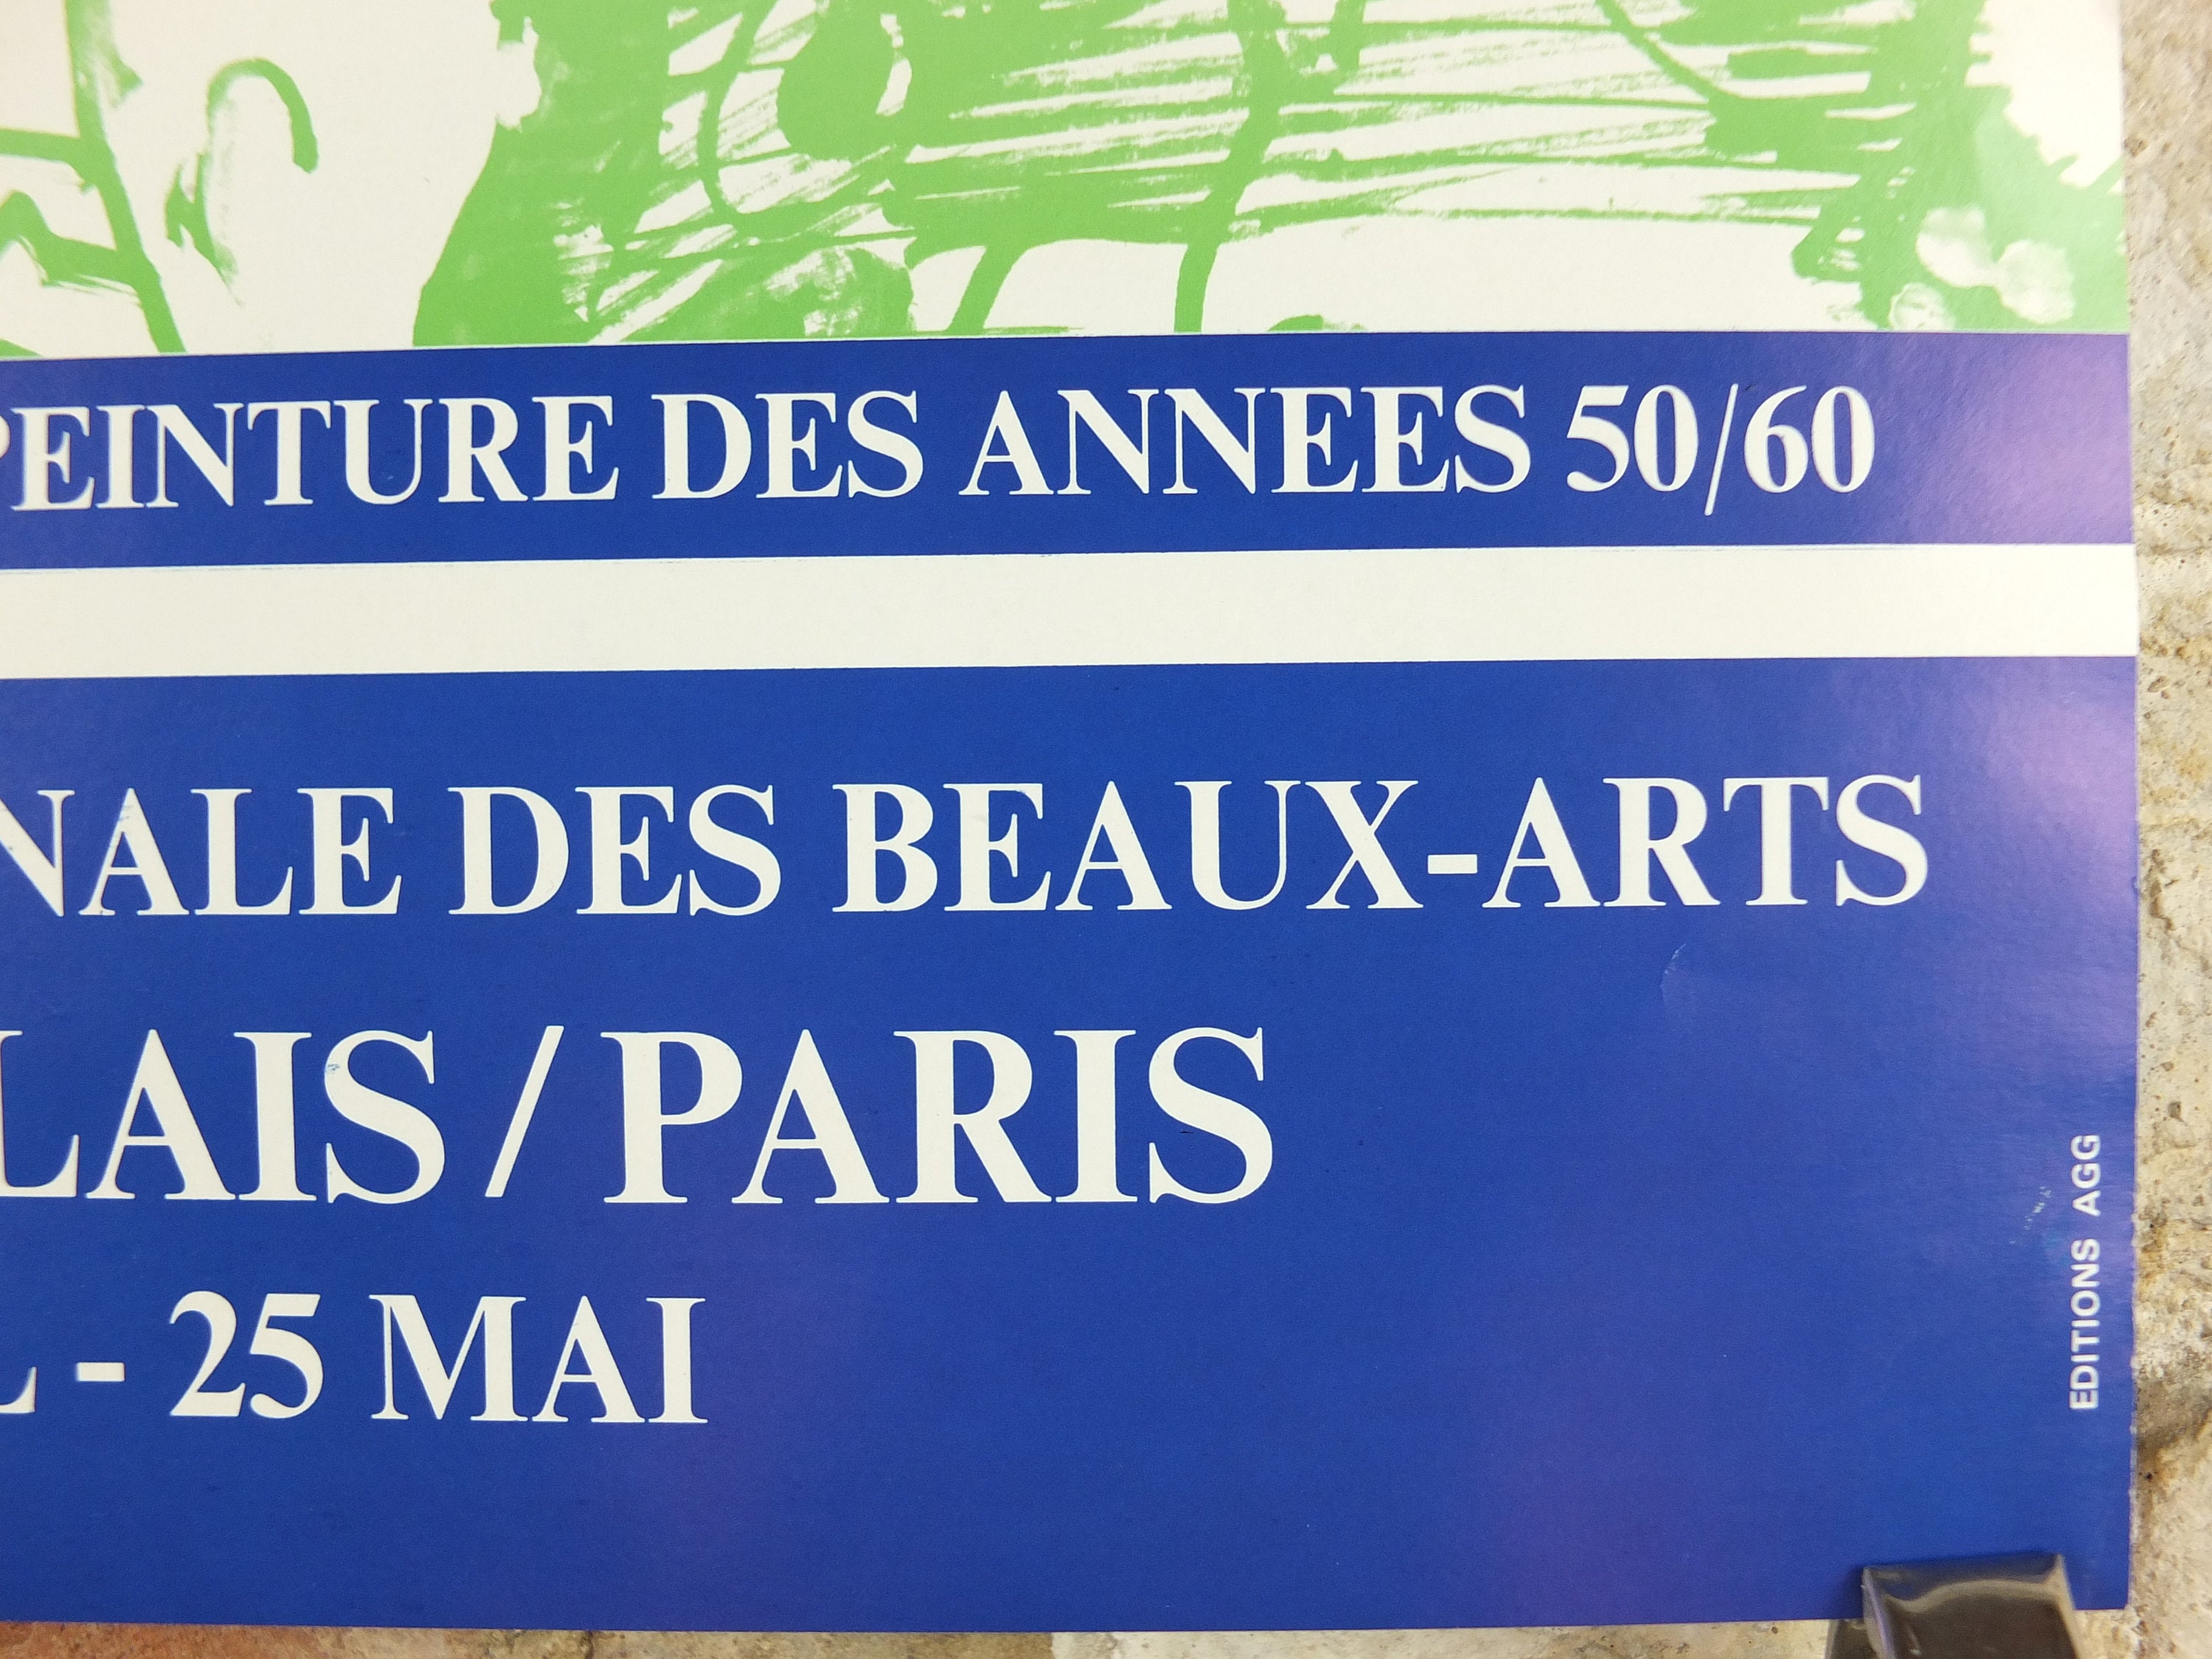 PEINTURE DES ANNEES 50/60
NALE DES BEAUX-ARTS
LAIS / PARIS
L - 25 MAI
EDITIONS AGG